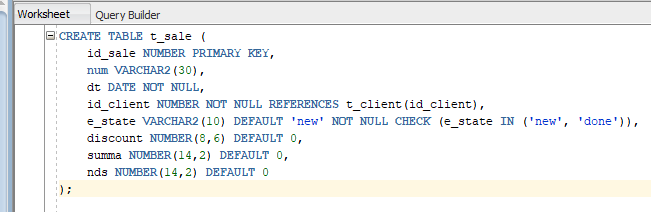 Worksheet Query Builder
CREATE TABLE t_sale (
id_sale NUMBER PRIMARY KEY,
num VARCHAR2(30),
dt DATE NOT NULL,
id_client NUMBER NOT NULL REFERENCES t_client(id_client),
e_state VARCHAR2(10) DEFAULT 'new' NOT NULL CHECK (e_state IN ('new', 'done')),
discount NUMBER(8,6) DEFAULT 0,
summa NUMBER(14,2) DEFAULT 0,
nds NUMBER(14,2) DEFAULT 0
);